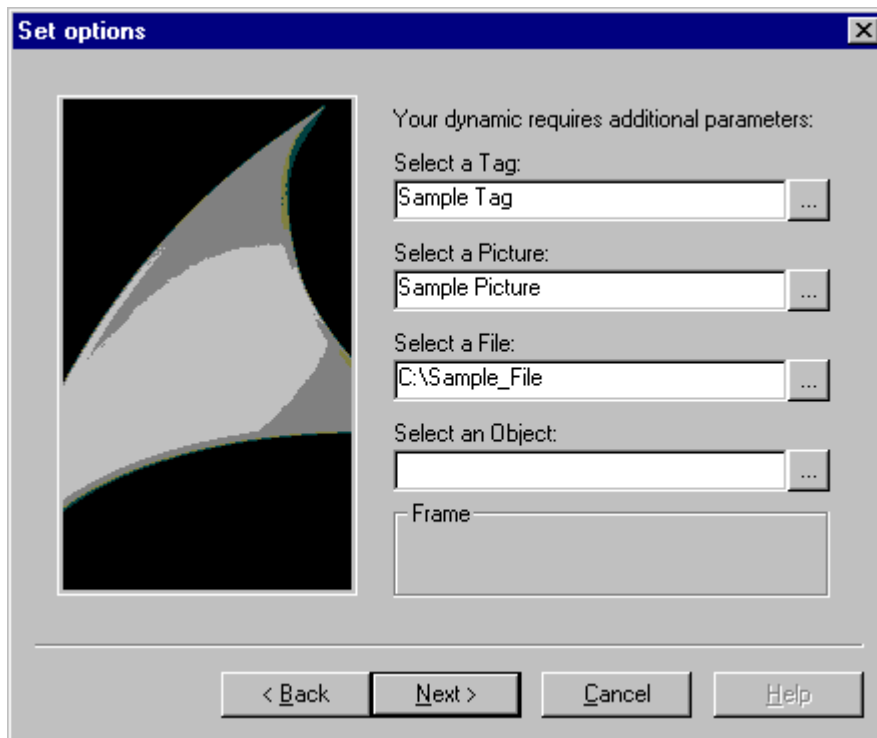 Set options
Your dynamic requires additional parameters:
Select a Tag:
Sample Tag
...
Select a Picture:
Sample Picture
...
Select a File:
C:\Sample_File
...
Select an Object:
...
Frame
< Back
Next >
Cancel
Help